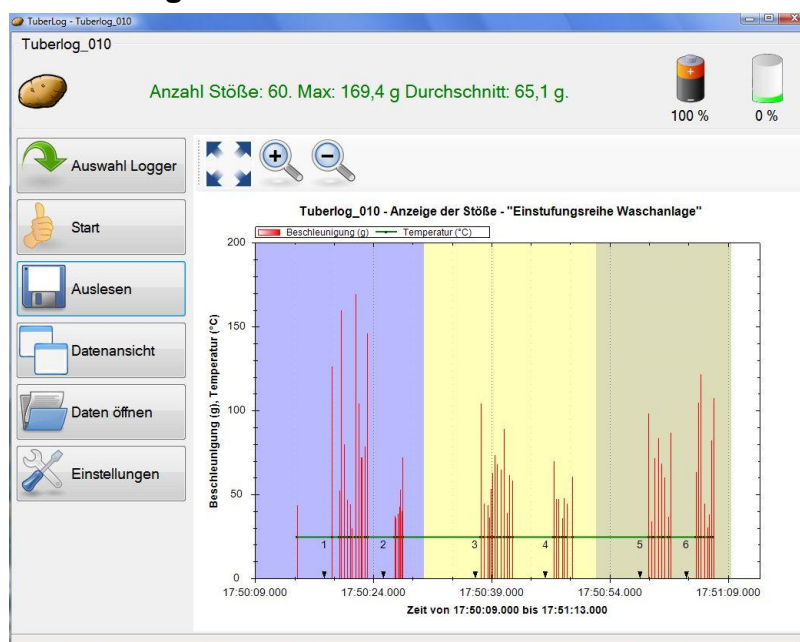 TuberLog - Tuberlog_010
Tuberlog_010
Anzahl Stöße: 60. Max: 169,4 g Durchschnitt: 65,1 g.
100 %
0 %
Auswahl Logger
Start
Auslesen
Datenansicht
Daten öffnen
Einstellungen
Tuberlog_010 - Anzeige der Stöße - "Einstufungsreihe Waschanlage"
Beschleunigung (g) Temperatur (°C)
Beschleunigung (g), Temperatur (°C)
200
150
100
50
0
1 2 3 4 5 6
17:50:09.000 17:50:24.000 17:50:39.000 17:50:54.000 17:51:09.000
Zeit von 17:50:09.000 bis 17:51:13.000